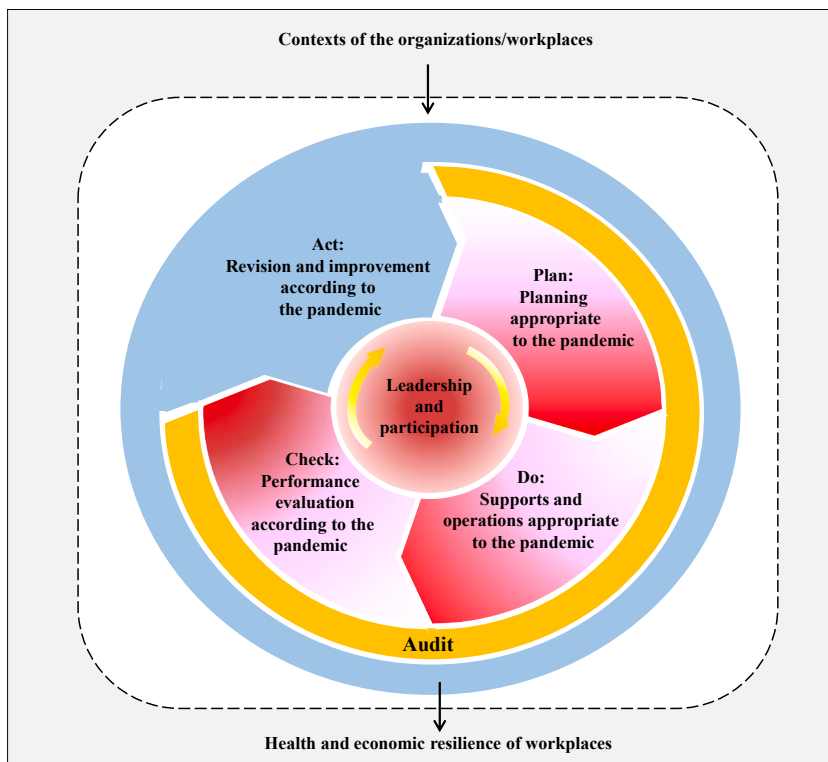 Contexts of the organizations/workplaces
Act:
Revision and improvement
according to
the pandemic
Plan:
Planning
appropriate
to the pandemic
Leadership
and
participation
Check:
Performance
evaluation
according to the
pandemic
Do:
Supports and
operations appropriate
to the pandemic
Audit
Health and economic resilience of workplaces